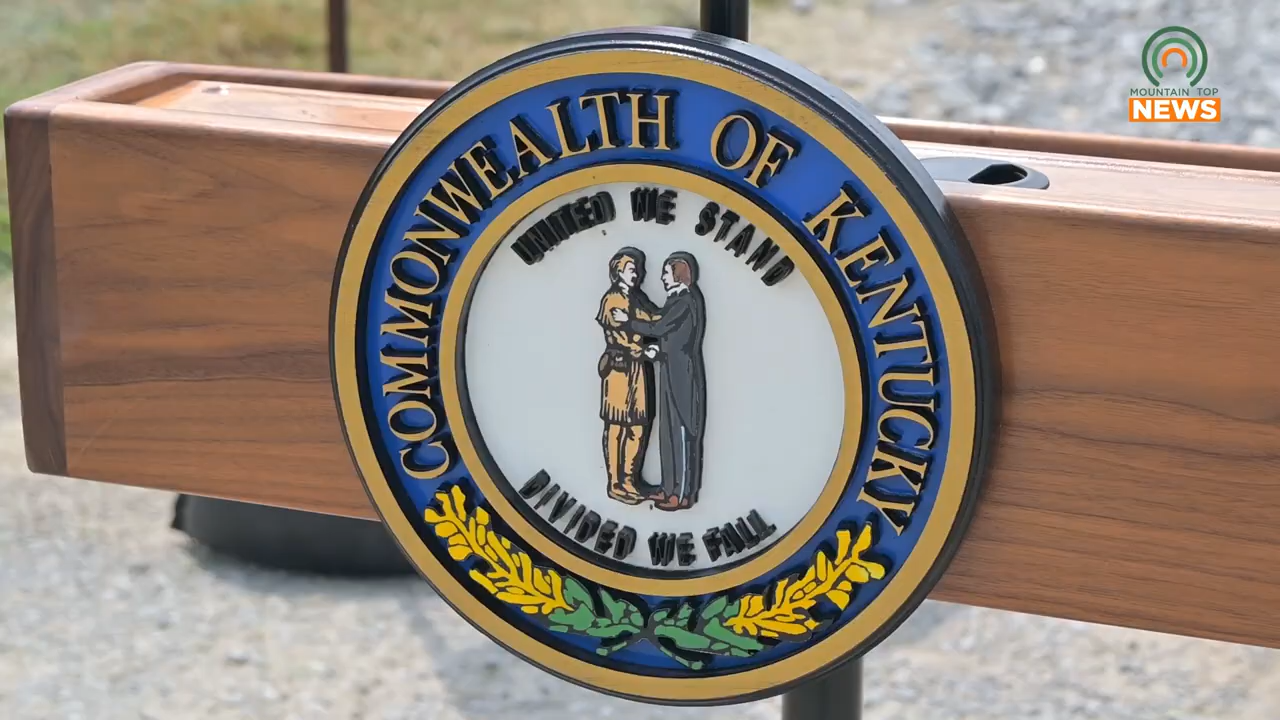 MOUNTAIN TOP
NEWS
COMMONWEALTH OF KENTUCKY
UNITED WE STAND
DIVIDED WE FALL